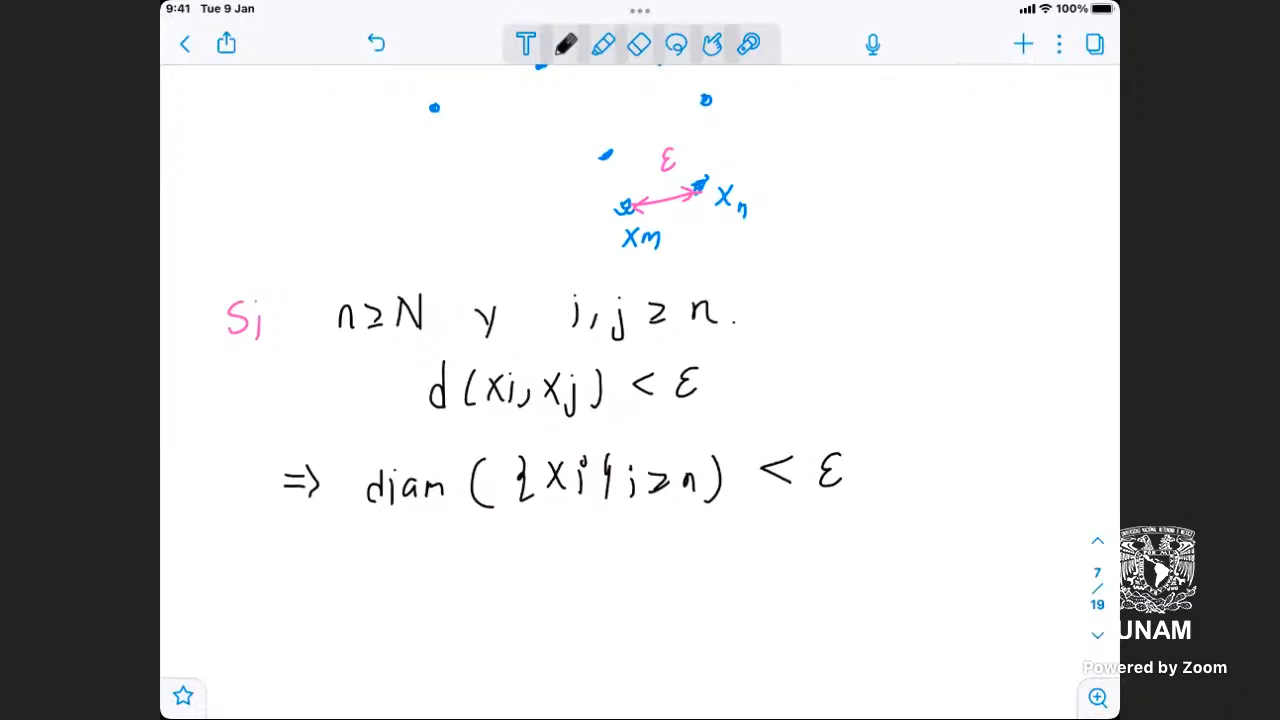 9:41 Tue 9 Jan
100%
ε
Xn
Xm
Si n≥N y i,j ≥ n.
d(xi,xj) < ε
=> diam ({xi}i≥n) < ε
7
/
19
UNAM
Powered by Zoom